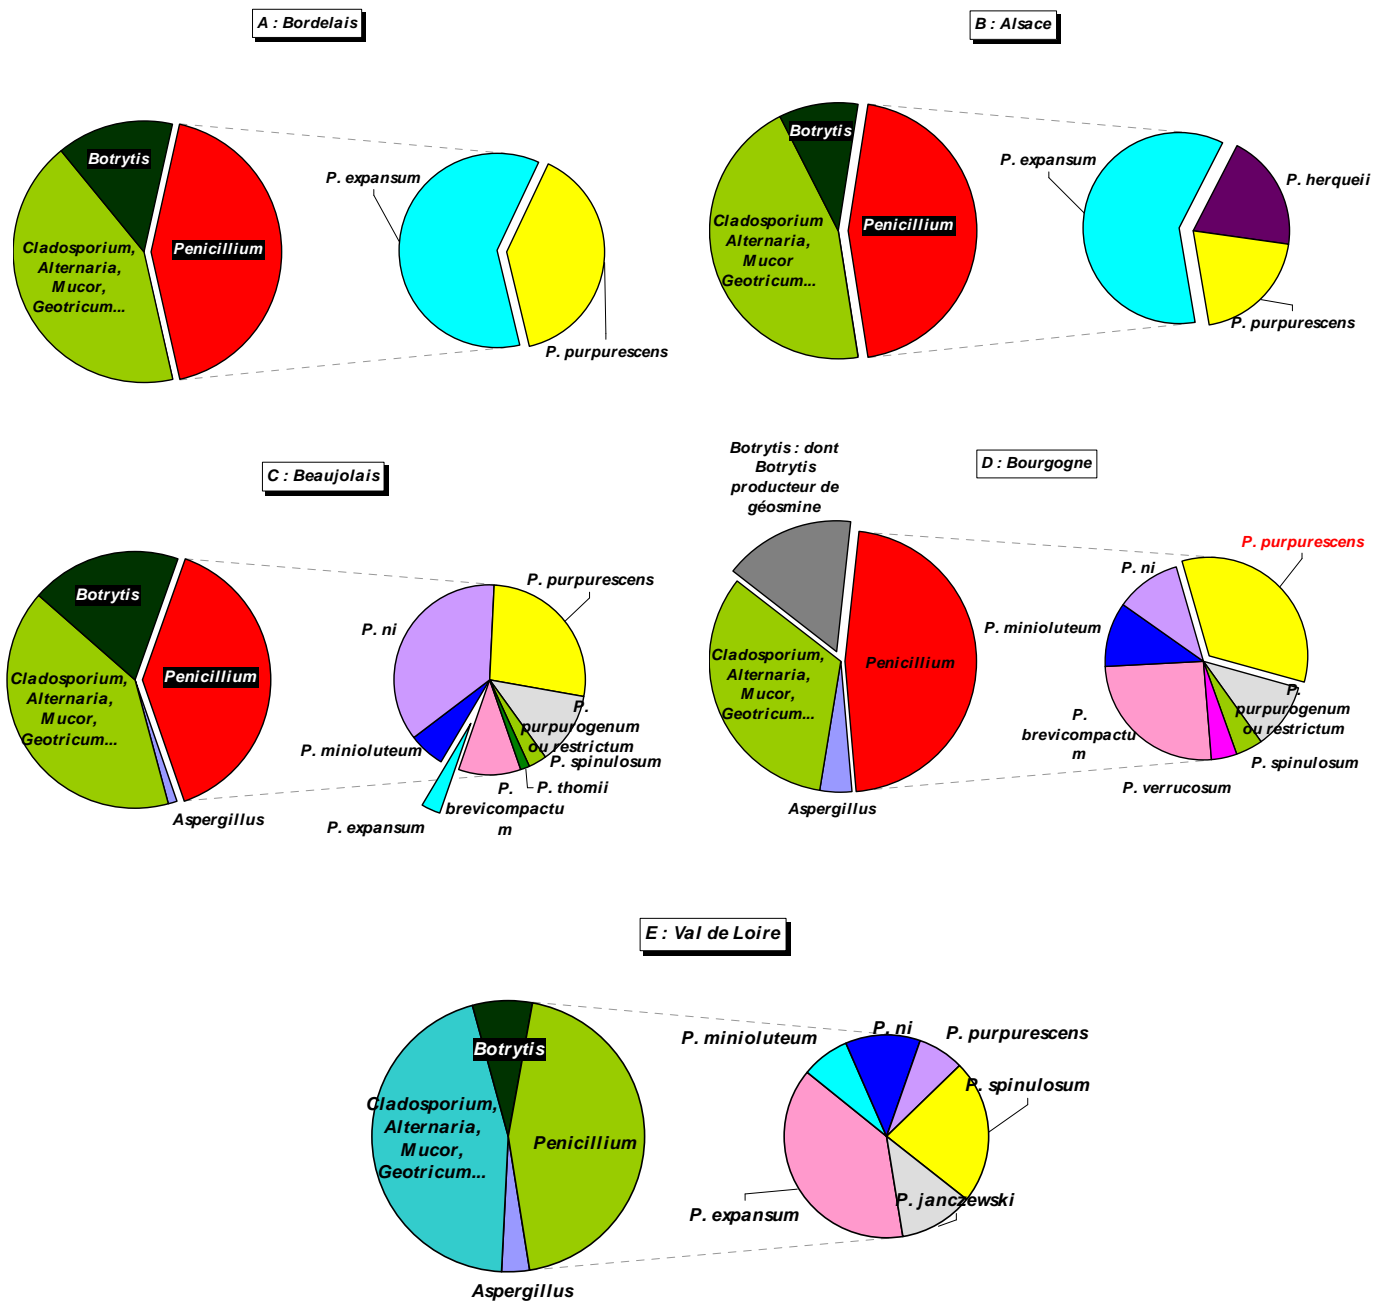 A : Bordelais
Botrytis
Cladosporium,
Alternaria,
Mucor,
Geotricum...
Penicillium
P. expansum
P. purpurescens
B : Alsace
Botrytis
Cladosporium
Alternaria,
Mucor
Geotricum...
Penicillium
P. expansum
P. herqueii
P. purpurescens
C : Beaujolais
Botrytis
Cladosporium,
Alternaria,
Mucor,
Geotricum...
Penicillium
Aspergillus
P. ni
P. purpurescens
P. minioluteum
P.
purpurogenum
ou restrictum
P. spinulosum
P. thomii
P.
brevicompactu
m
P. expansum
D : Bourgogne
Botrytis : dont
Botrytis
producteur de
géosmine
Cladosporium,
Alternaria,
Mucor,
Geotricum...
Penicillium
Aspergillus
P. purpurescens
P. ni
P. minioluteum
P.
brevicompactu
m
P.
purpurogenum
ou restrictum
P. spinulosum
P. verrucosum
E : Val de Loire
Botrytis
Cladosporium,
Alternaria,
Mucor,
Geotricum...
Penicillium
Aspergillus
P. minioluteum
P. ni
P. purpurescens
P. spinulosum
P. janczewski
P. expansum